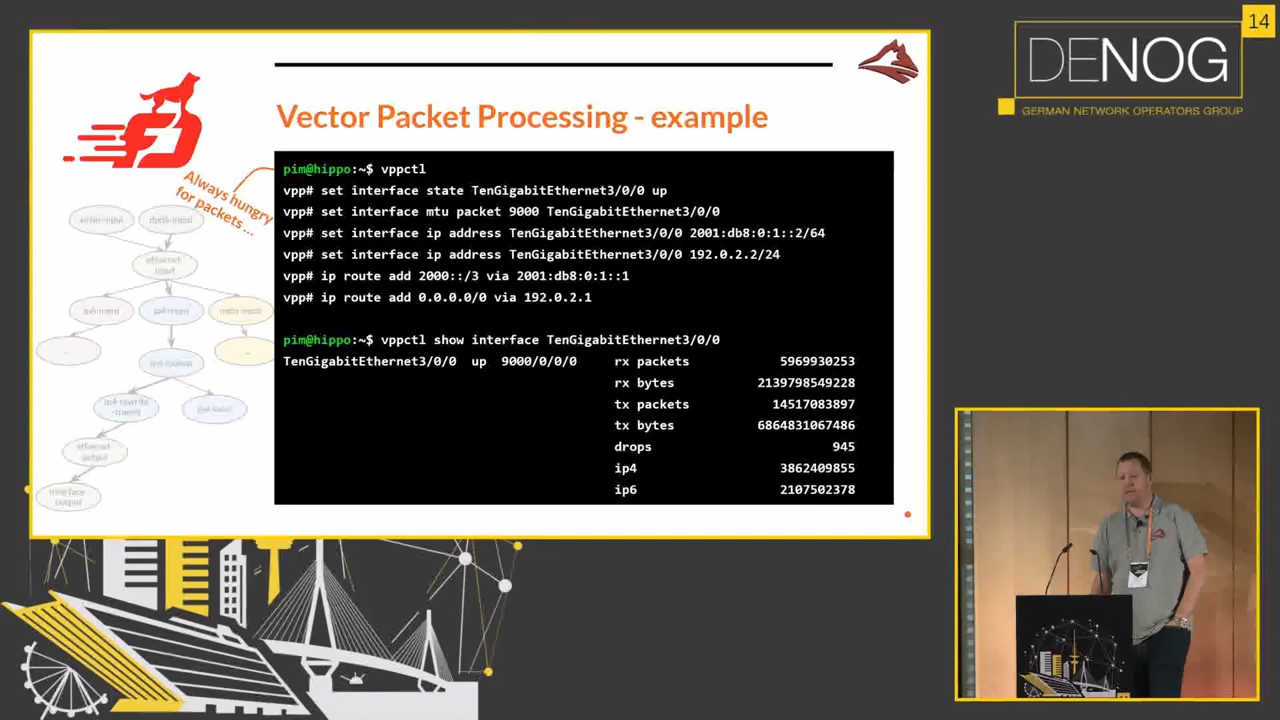 14
DENOG
GERMAN NETWORK OPERATORS GROUP
Vector Packet Processing - example
Always hungry
for packets ...
pim@hippo:~$ vppctl
vpp# set interface state TenGigabitEthernet3/0/0 up
vpp# set interface mtu packet 9000 TenGigabitEthernet3/0/0
vpp# set interface ip address TenGigabitEthernet3/0/0 2001:db8:0:1::2/64
vpp# set interface ip address TenGigabitEthernet3/0/0 192.0.2.2/24
vpp# ip route add 2000::/3 via 2001:db8:0:1::1
vpp# ip route add 0.0.0.0/0 via 192.0.2.1
pim@hippo:~$ vppctl show interface TenGigabitEthernet3/0/0
TenGigabitEthernet3/0/0 up 9000/0/0/0 rx packets 5969930253
rx bytes 2139798549228
tx packets 14517083897
tx bytes 6864831067486
drops 945
ip4 3862409855
ip6 2107502378
ethernet
input
ethernet
output
interface
output